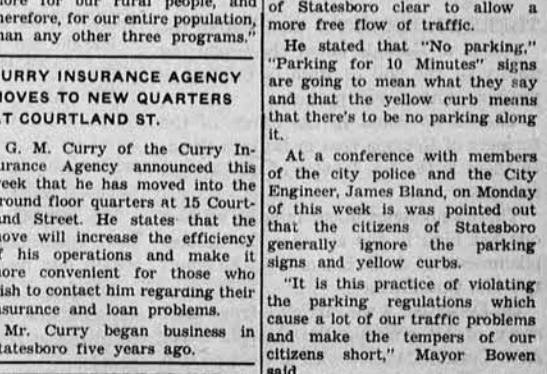 more for our rural people, and
herefore, for our entire population,
han any other three programs."
URRY INSURANCE AGENCY
OVES TO NEW QUARTERS
T COURTLAND ST.
G. M. Curry of the Curry In-
urance Agency announced this
eek that he has moved into the
round floor quarters at 15 Court-
and Street. He states that the
ove will increase the efficiency
f his operations and make it
ore convenient for those who
ish to contact him regarding their
nsurance and loan problems.
Mr. Curry began business in
tatesboro five years ago.
of Statesboro clear to allow a
more free flow of traffic.
He stated that "No parking,"
"Parking for 10 Minutes" signs
are going to mean what they say
and that the yellow curb means
that there's to be no parking along
it.
At a conference with members
of the city police and the City
Engineer, James Bland, on Monday
of this week is was pointed out
that the citizens of Statesboro
generally ignore the parking
signs and yellow curbs.
"It is this practice of violating
the parking regulations which
cause a lot of our traffic problems
and make the tempers of our
citizens short," Mayor Bowen
said